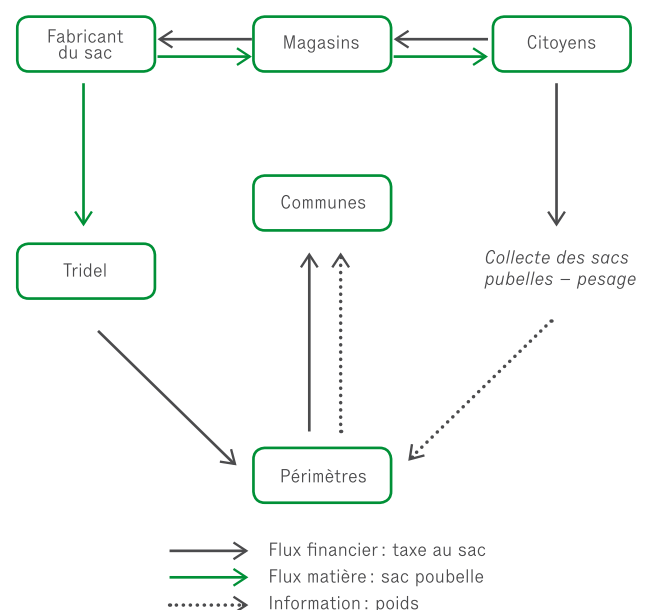 Fabricant
du sac
Magasins
Citoyens
Communes
Tridel
Collecte des sacs
pubelles – pesage
Périmètres
Flux financier : taxe au sac
Flux matière : sac poubelle
Information : poids